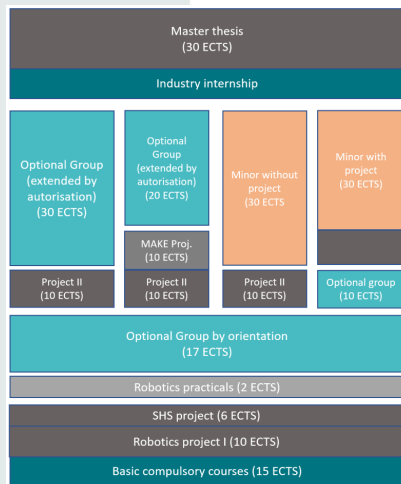 Master thesis
(30 ECTS)
Industry internship
Optional Group
(extended by
autorisation)
(30 ECTS)
Optional
Group
(extended by
autorisation)
(20 ECTS)
Minor without
project
(30 ECTS
Minor with
project
(30 ECTS)
MAKE Proj.
(10 ECTS)
Project II
(10 ECTS)
Project II
(10 ECTS)
Project II
(10 ECTS)
Optional group
(10 ECTS)
Optional Group by orientation
(17 ECTS)
Robotics practicals (2 ECTS)
SHS project (6 ECTS)
Robotics project I (10 ECTS)
Basic compulsory courses (15 ECTS)